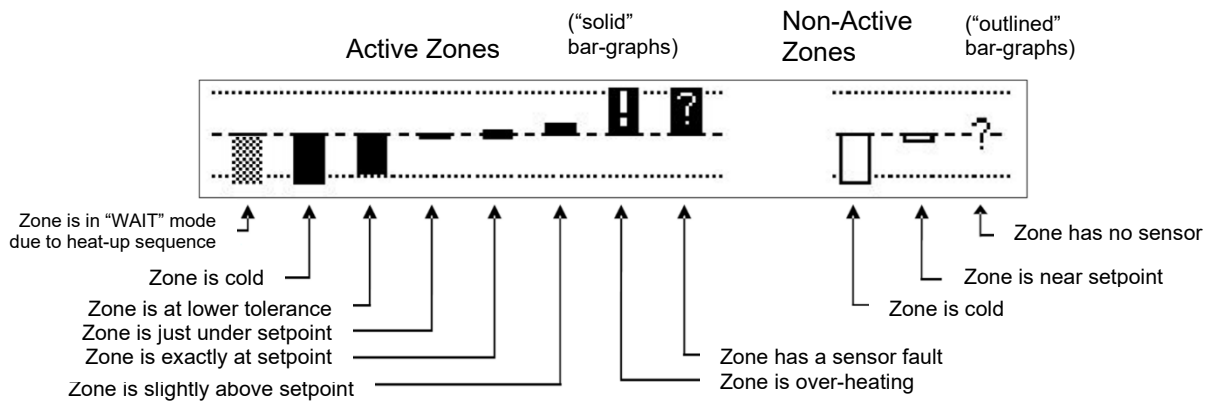 Active Zones
(“solid”
bar-graphs)
Non-Active
Zones
(“outlined”
bar-graphs)
!
?
?
Zone is in “WAIT” mode
due to heat-up sequence
Zone is cold
Zone is at lower tolerance
Zone is just under setpoint
Zone is exactly at setpoint
Zone is slightly above setpoint
Zone has a sensor fault
Zone is over-heating
Zone has no sensor
Zone is near setpoint
Zone is cold